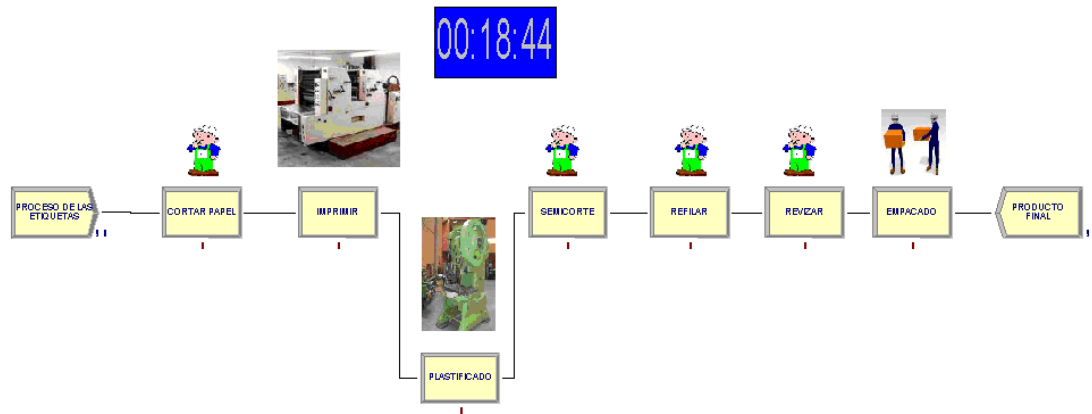 00:18:44
PROCESO DE LAS
ETIQUETAS
CORTAR PAPEL
IMPRIMIR
PLASTIFICADO
SEMICORTE
REFILAR
REVIZAR
EMPACADO
PRODUCTO
FINAL